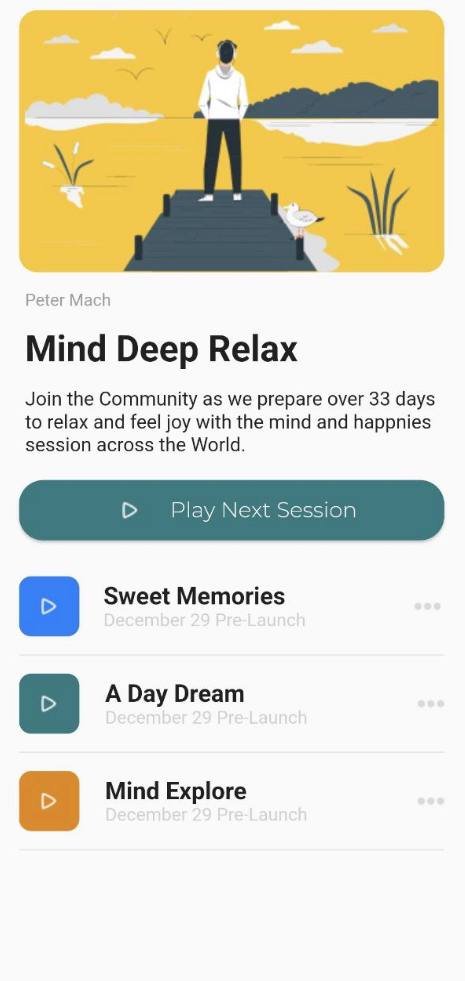 Peter Mach
Mind Deep Relax
Join the Community as we prepare over 33 days
to relax and feel joy with the mind and happnies
session across the World.
Play Next Session
Sweet Memories
December 29 Pre-Launch
A Day Dream
December 29 Pre-Launch
Mind Explore
December 29 Pre-Launch